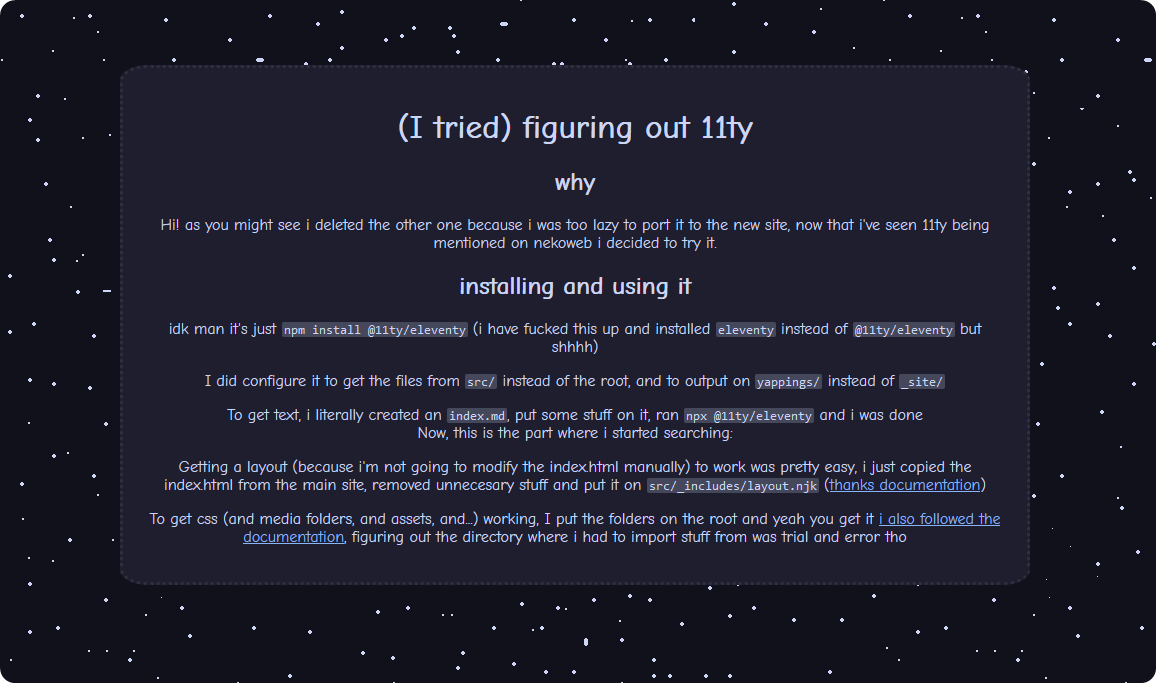 (I tried) figuring out 11ty
why
Hi! as you might see i deleted the other one because i was too lazy to port it to the new site, now that i've seen 11ty being
mentioned on nekoweb i decided to try it.
installing and using it
idk man it's just npm install @11ty/eleventy (i have fucked this up and installed eleventy instead of @11ty/eleventy but
shhhh)
I did configure it to get the files from src/ instead of the root, and to output on yappings/ instead of _site/
To get text, i literally created an index.md, put some stuff on it, ran npx @11ty/eleventy and i was done
Now, this is the part where i started searching:
Getting a layout (because i'm not going to modify the index.html manually) to work was pretty easy, i just copied the
index.html from the main site, removed unnecesary stuff and put it on src/_includes/layout.njk (thanks documentation)
To get css (and media folders, and assets, and...) working, I put the folders on the root and yeah you get it i also followed the
documentation, figuring out the directory where i had to import stuff from was trial and error tho